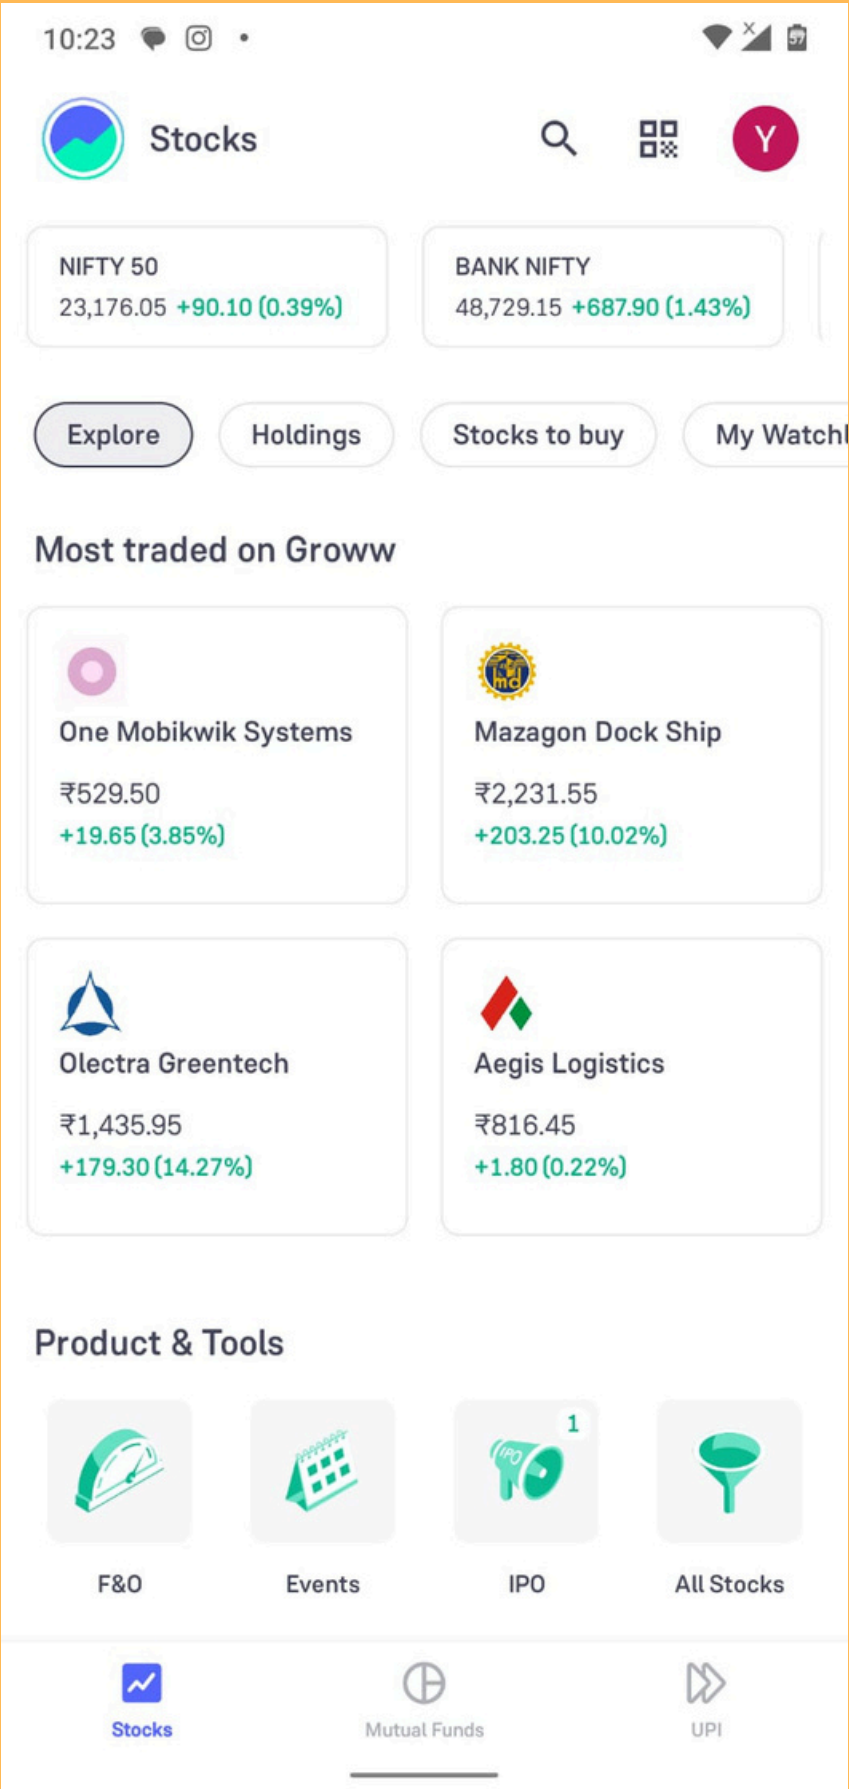 10:23
57
Stocks
Y
NIFTY 50
23,176.05 +90.10 (0.39%)
BANK NIFTY
48,729.15 +687.90 (1.43%)
Explore
Holdings
Stocks to buy
My Watchl
Most traded on Groww
One Mobikwik Systems
₹529.50
+19.65 (3.85%)
md
Mazagon Dock Ship
₹2,231.55
+203.25 (10.02%)
Olectra Greentech
₹1,435.95
+179.30 (14.27%)
Aegis Logistics
₹816.45
+1.80 (0.22%)
Product & Tools
IPO
1
F&O
Events
IPO
All Stocks
Stocks
Mutual Funds
UPI